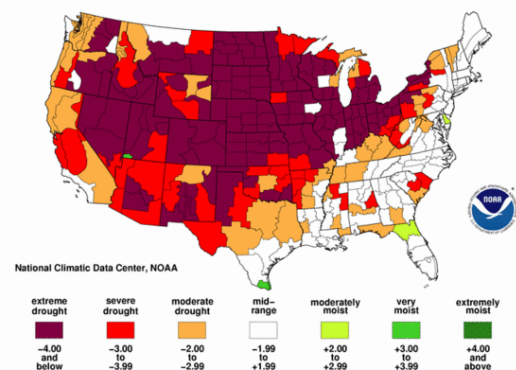 NOAA
National Climatic Data Center, NOAA
extreme drought
severe drought
moderate drought
mid− range
moderately moist
very moist
extremely moist
−4.00 and below
−3.00 to −3.99
−2.00 to −2.99
−1.99 to +1.99
+2.00 to +2.99
+3.00 to +3.99
+4.00 and above